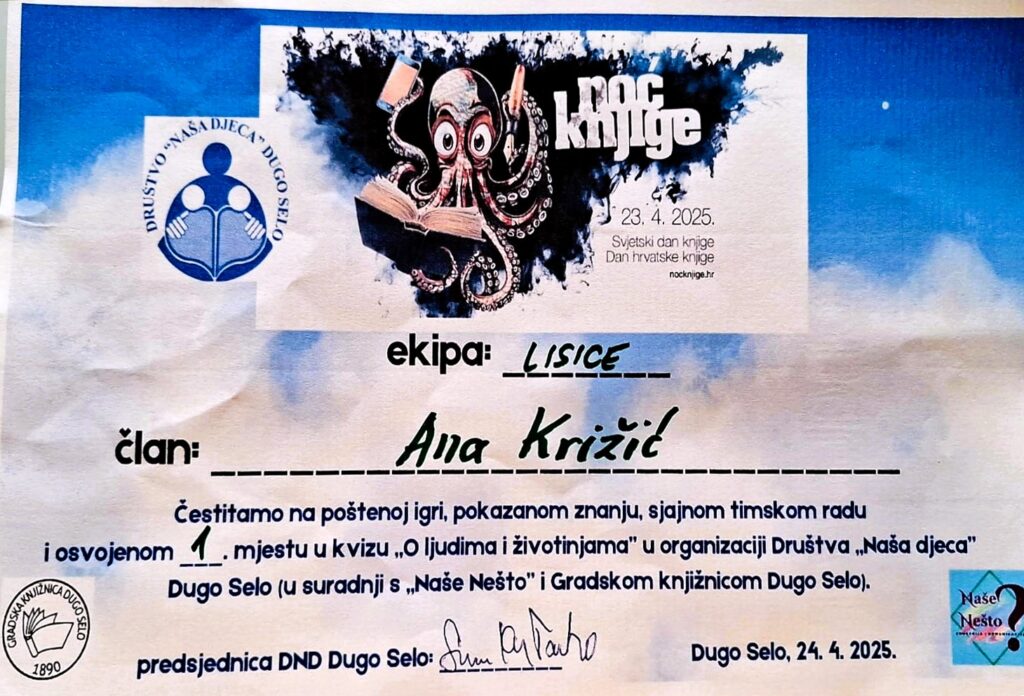 DRUŠTVO "NAŠA DJECA" DUGO SELO
noć
knjige
23. 4. 2025.
Svjetski dan knjige
Dan hrvatske knjige
nocknjige.hr
ekipa: LISICE
član: Ana Križić
Čestitamo na poštenoj igri, pokazanom znanju, sjajnom timskom radu
i osvojenom 1. mjestu u kvizu „O ljudima i životinjama" u organizaciji Društva „Naša djeca"
Dugo Selo (u suradnji s „Naše Nešto" i Gradskom knjižnicom Dugo Selo).
GRADSKA KNJIŽNICA DUGO SELO
1890
Naše
Nešto
?
predsjednica DND Dugo Selo:
Dugo Selo, 24. 4. 2025.